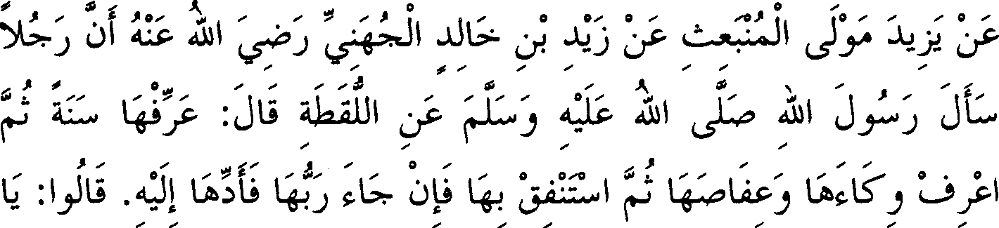 عَنْ يَزِيدَ مَوْلَى الْمُنْبَعِثِ عَنْ زَيْدِ بْنِ خَالِدٍ الْجُهَنِيِّ رَضِيَ اللهُ عَنْهُ أَنَّ رَجُلاً
سَأَلَ رَسُولَ اللهِ صَلَّى اللهُ عَلَيْهِ وَسَلَّمَ عَنِ اللُّقَطَةِ قَالَ: عَرِّفْهَا سَنَةً ثُمَّ
اعْرِفْ وِكَاءَهَا وَعِفَاصَهَا ثُمَّ اسْتَنْفِقْ بِهَا فَإِنْ جَاءَ رَبُّهَا فَأَدِّهَا إِلَيْهِ. قَالُوا: يَا